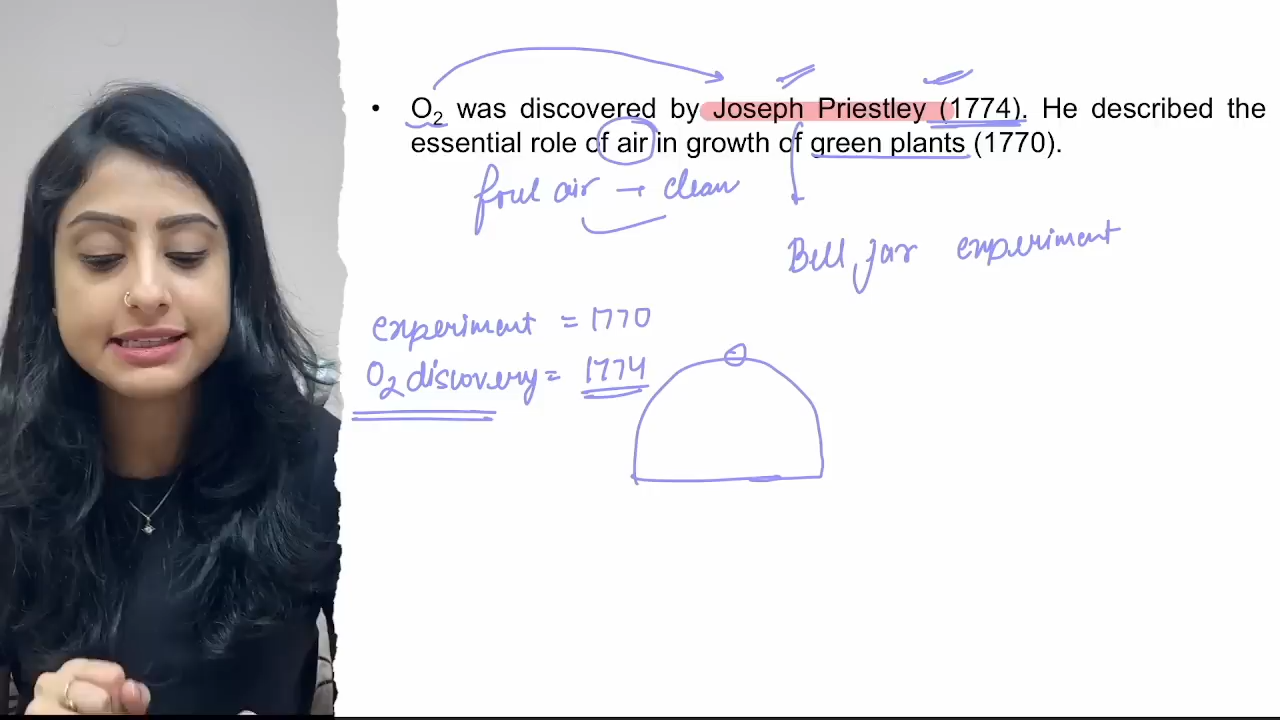 • O₂ was discovered by Joseph Priestley (1774). He described the
essential role of air in growth of green plants (1770).
foul air → clean
Bell jar experiment
experiment = 1770
O₂ discovery = 1774